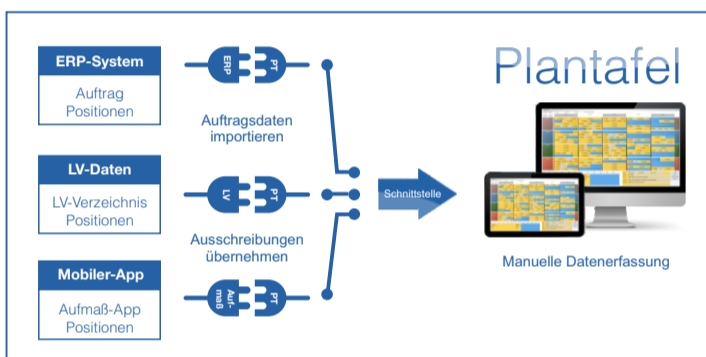 ERP-System
Auftrag
Positionen
ERP
PT
Auftragsdaten
importieren
Plantafel
LV-Daten
LV-Verzeichnis
Positionen
LV
PT
Schnittstelle
Ausschreibungen
übernehmen
Manuelle Datenerfassung
Mobiler-App
Aufmaß-App
Positionen
Auf-
maß
PT